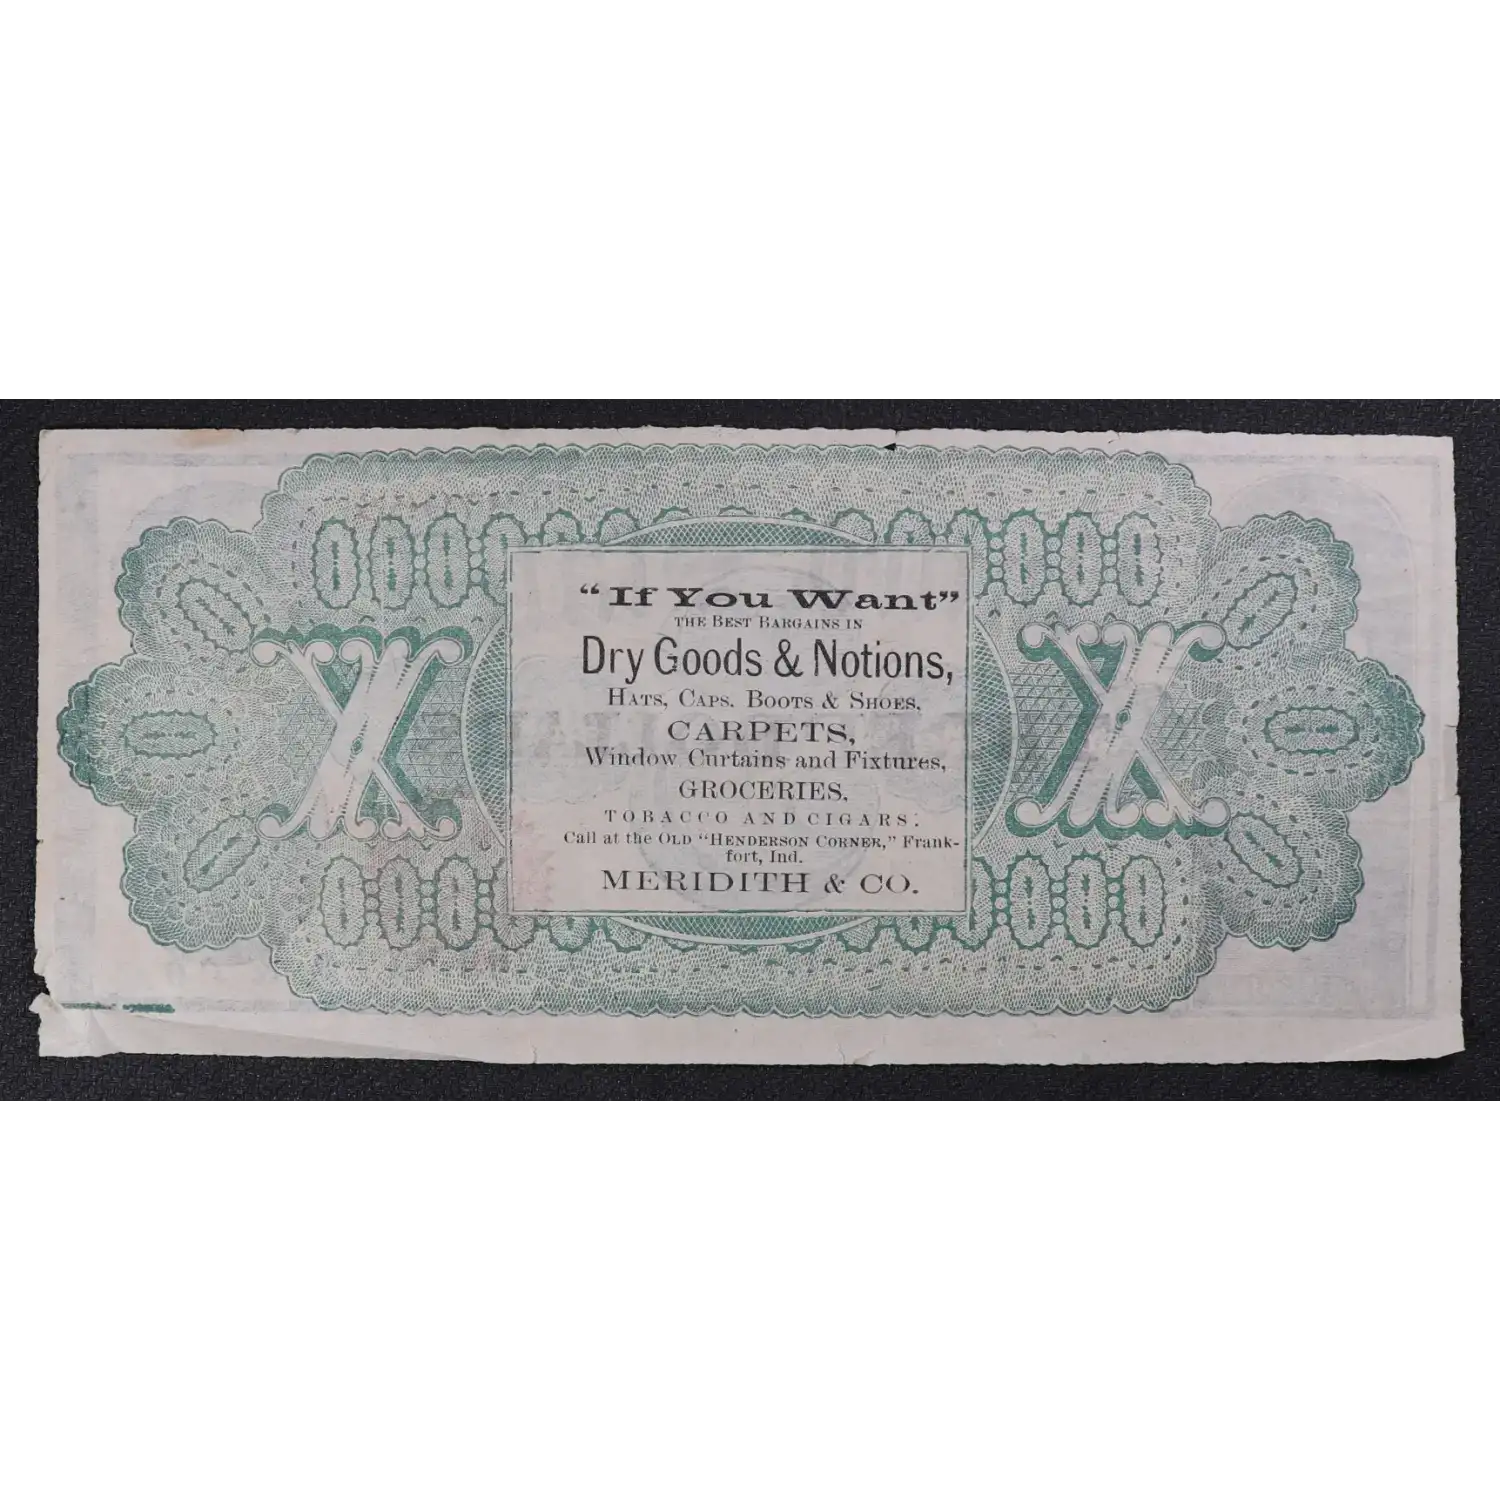 “If You Want”
THE BEST BARGAINS IN
Dry Goods & Notions,
HATS, CAPS, BOOTS & SHOES,
CARPETS,
Window Curtains and Fixtures,
GROCERIES,
TOBACCO AND CIGARS.
Call at the OLD “HENDERSON CORNER,” Frank-
fort, Ind.
MERIDITH & CO.
X X